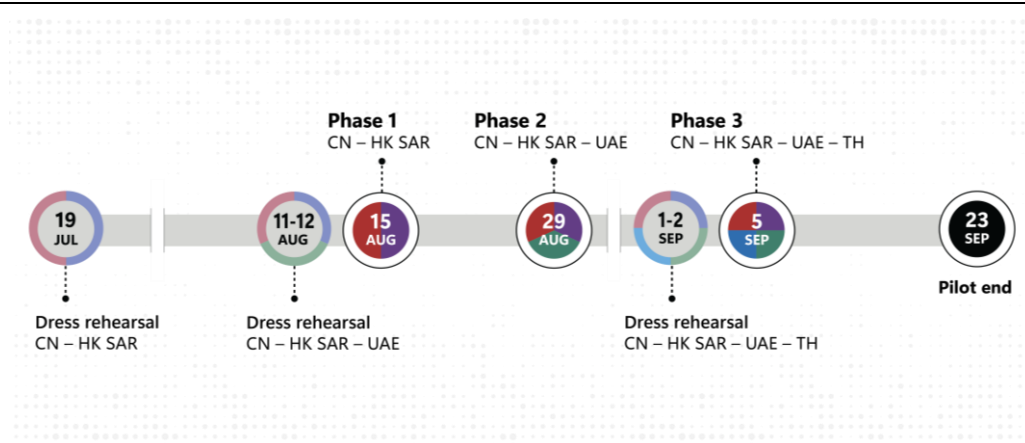 Phase 1
CN – HK SAR
Phase 2
CN – HK SAR – UAE
Phase 3
CN – HK SAR – UAE – TH
19
JUL
11-12
AUG
15
AUG
29
AUG
1-2
SEP
5
SEP
23
SEP
Pilot end
Dress rehearsal
CN – HK SAR
Dress rehearsal
CN – HK SAR – UAE
Dress rehearsal
CN – HK SAR – UAE – TH